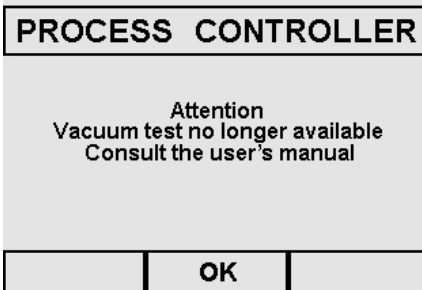 PROCESS CONTROLLER
Attention
Vacuum test no longer available
Consult the user's manual
OK